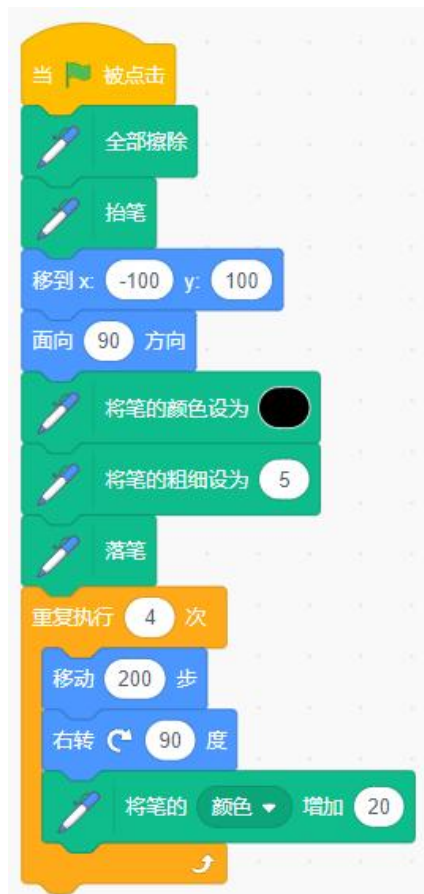 当 被点击
全部擦除
抬笔
移到 x: -100 y: 100
面向 90 方向
将笔的颜色设为
将笔的粗细设为 5
落笔
重复执行 4 次
移动 200 步
右转 90 度
将笔的 颜色 增加 20